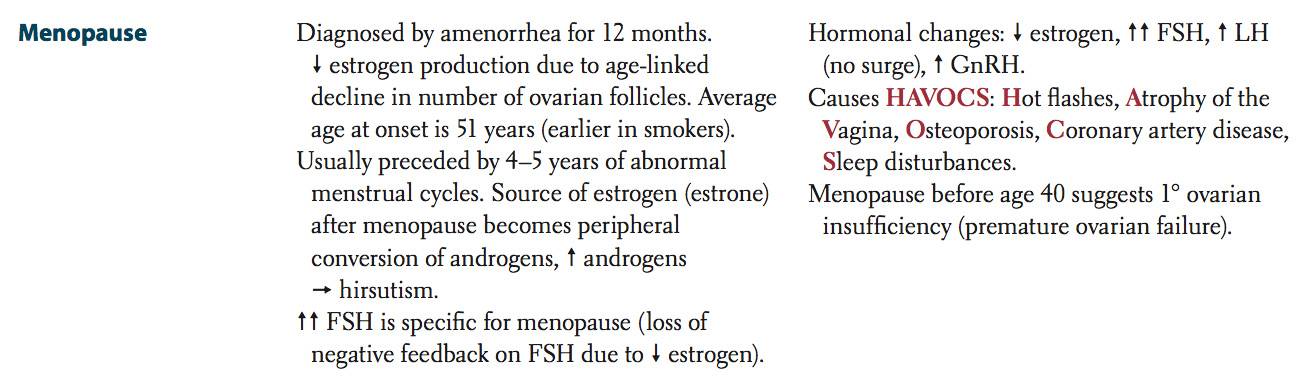 Menopause
Diagnosed by amenorrhea for 12 months.
↓ estrogen production due to age-linked
decline in number of ovarian follicles. Average
age at onset is 51 years (earlier in smokers).
Usually preceded by 4–5 years of abnormal
menstrual cycles. Source of estrogen (estrone)
after menopause becomes peripheral
conversion of androgens, ↑ androgens
→ hirsutism.
↑↑ FSH is specific for menopause (loss of
negative feedback on FSH due to ↓ estrogen).
Hormonal changes: ↓ estrogen, ↑↑ FSH, ↑ LH
(no surge), ↑ GnRH.
Causes HAVOCS: Hot flashes, Atrophy of the
Vagina, Osteoporosis, Coronary artery disease,
Sleep disturbances.
Menopause before age 40 suggests 1° ovarian
insufficiency (premature ovarian failure).